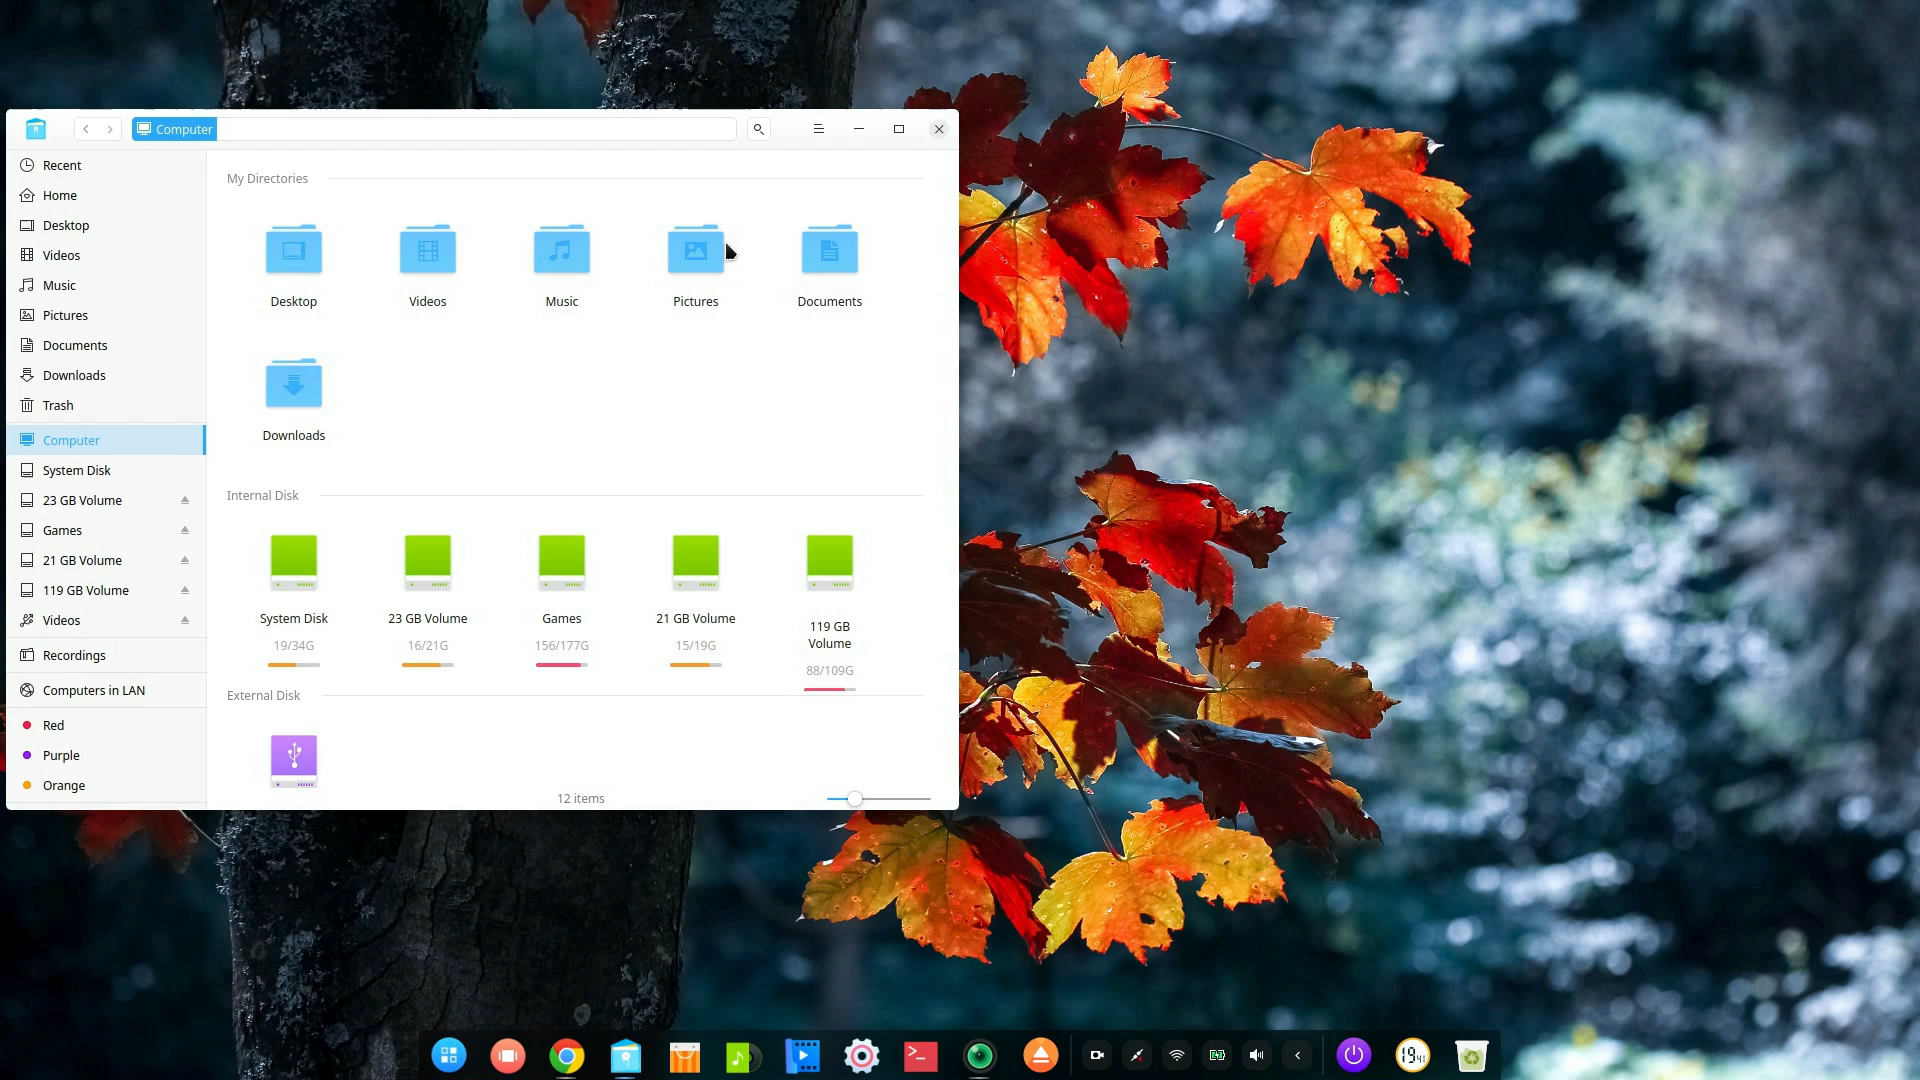 Computer
Recent
Home
Desktop
Videos
Music
Pictures
Documents
Downloads
Trash
Computer
System Disk
23 GB Volume
Games
21 GB Volume
119 GB Volume
Videos
Recordings
Computers in LAN
Red
Purple
Orange
My Directories
Desktop
Videos
Music
Pictures
Documents
Downloads
Internal Disk
System Disk
19/34G
23 GB Volume
16/21G
Games
156/177G
21 GB Volume
15/19G
119 GB
Volume
88/109G
External Disk
12 items
19 41